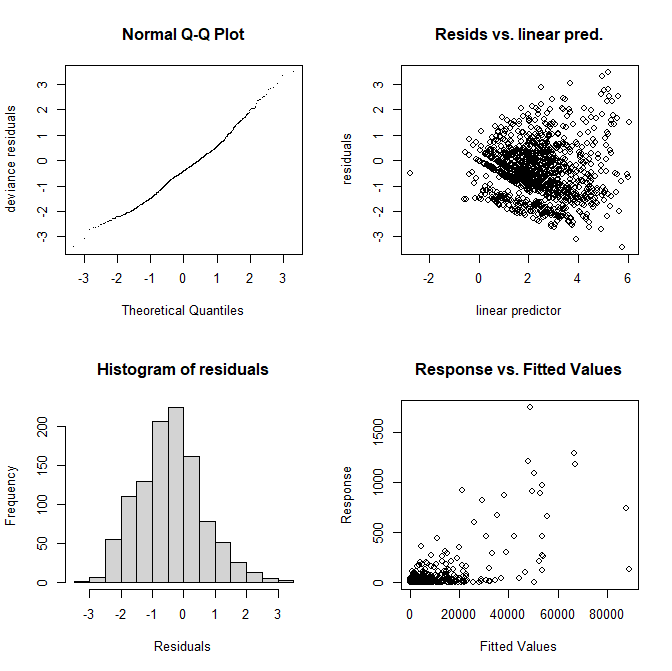 Normal Q-Q Plot
deviance residuals
3
2
1
0
-1
-2
-3
-3 -2 -1 0 1 2 3
Theoretical Quantiles
Resids vs. linear pred.
residuals
3
2
1
0
-1
-2
-3
-2 0 2 4 6
linear predictor
Histogram of residuals
Frequency
200
150
100
50
0
-3 -2 -1 0 1 2 3
Residuals
Response vs. Fitted Values
Response
1500
1000
500
0
0 20000 40000 60000 80000
Fitted Values